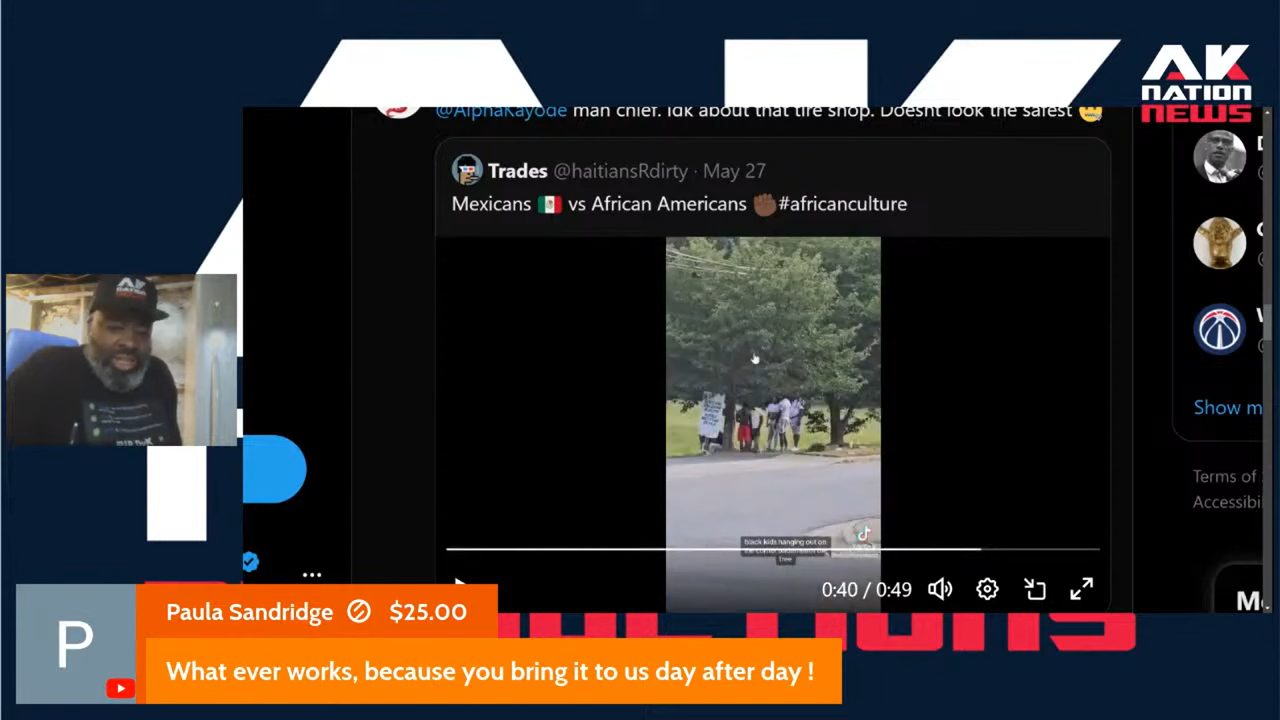 AK
NATION
NEWS
@AlphaKayode man chief. Idk about that tire shop. Doesnt look the safest
Trades @haitiansRdirty · May 27
Mexicans 🇲🇽 vs African Americans ✊🏾#africanculture
black kids hanging out on
tree
0:40 / 0:49
Show m
Terms of
Accessibi
Paula Sandridge $25.00
P
What ever works, because you bring it to us day after day !